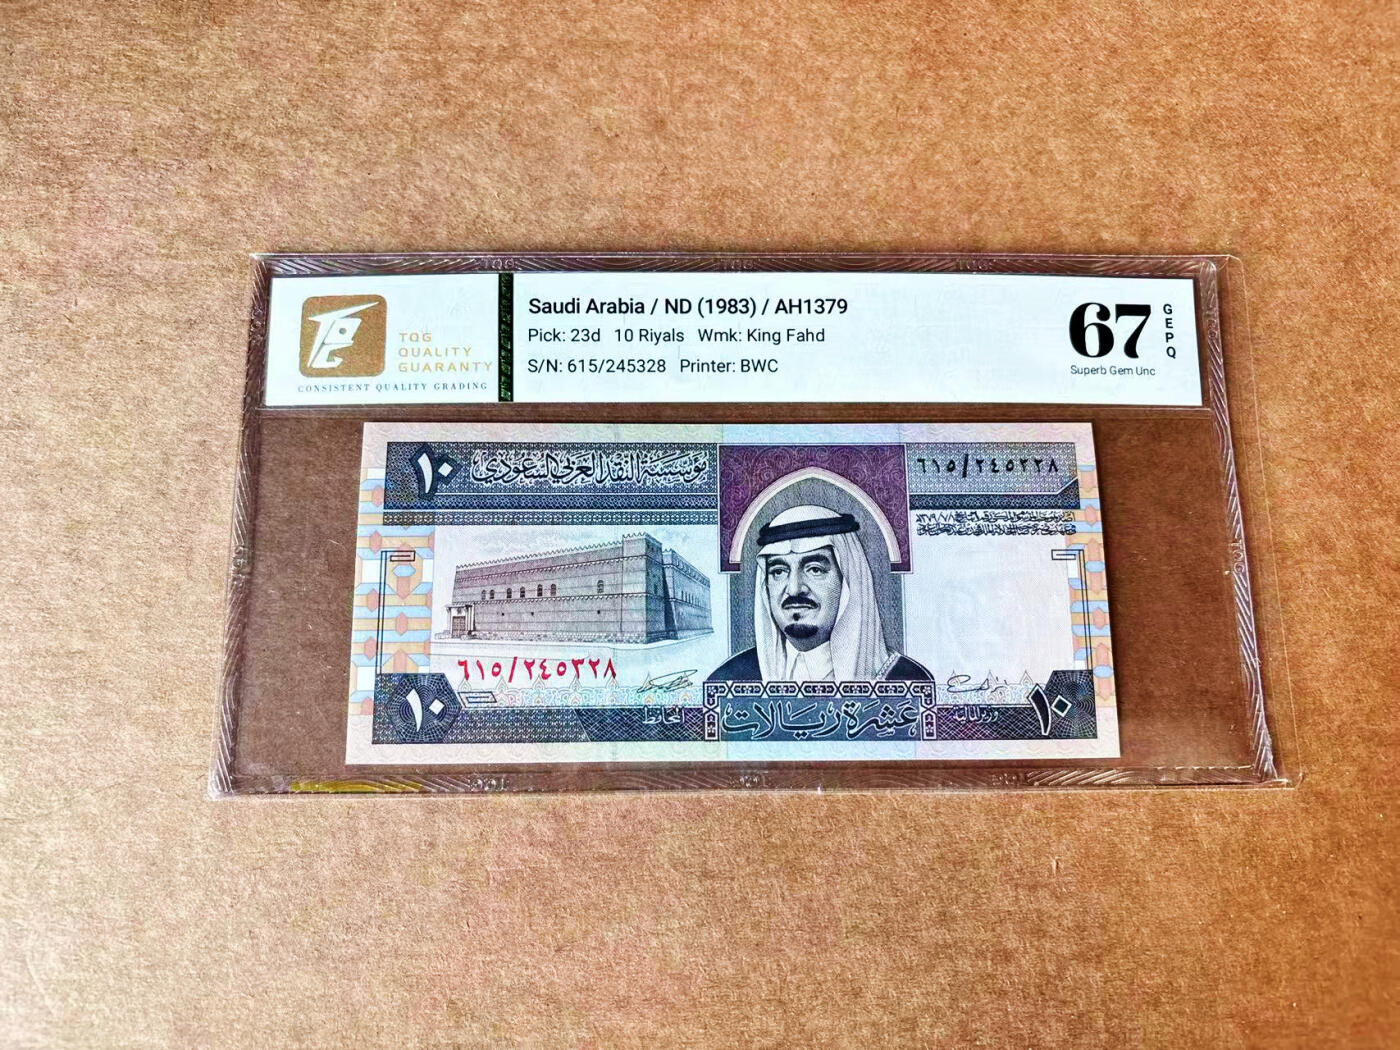 TQG
QUALITY
GUARANTY
CONSISTENT QUALITY GRADING
Saudi Arabia / ND (1983) / AH1379
Pick: 23d 10 Riyals Wmk: King Fahd
S/N: 615/245328 Printer: BWC
67
GEPQ
Superb Gem Unc
١٠
مؤسسة النقد العربي السعودي
٦١٥/٢٤٥٣٢٨
٦١٥/٢٤٥٣٢٨
١٠
المحافظ
عشرة ريالات
وزير المالية
١٠